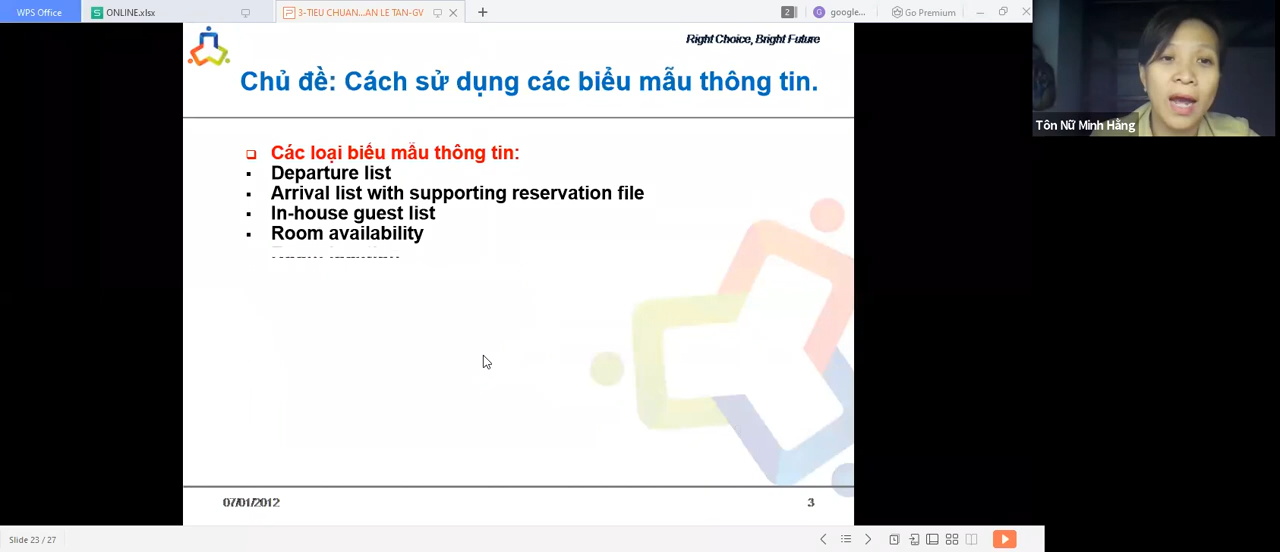 WPS Office
ONLINE.xlsx
3-TIEU CHUAN...AN LE TAN-GV
2
G
google...
Go Premium
Right Choice, Bright Future
Chủ đề: Cách sử dụng các biểu mẫu thông tin.
Các loại biểu mẫu thông tin:
Departure list
Arrival list with supporting reservation file
In-house guest list
Room availability
07/01/2012
3
Tôn Nữ Minh Hằng
Slide 23 / 27